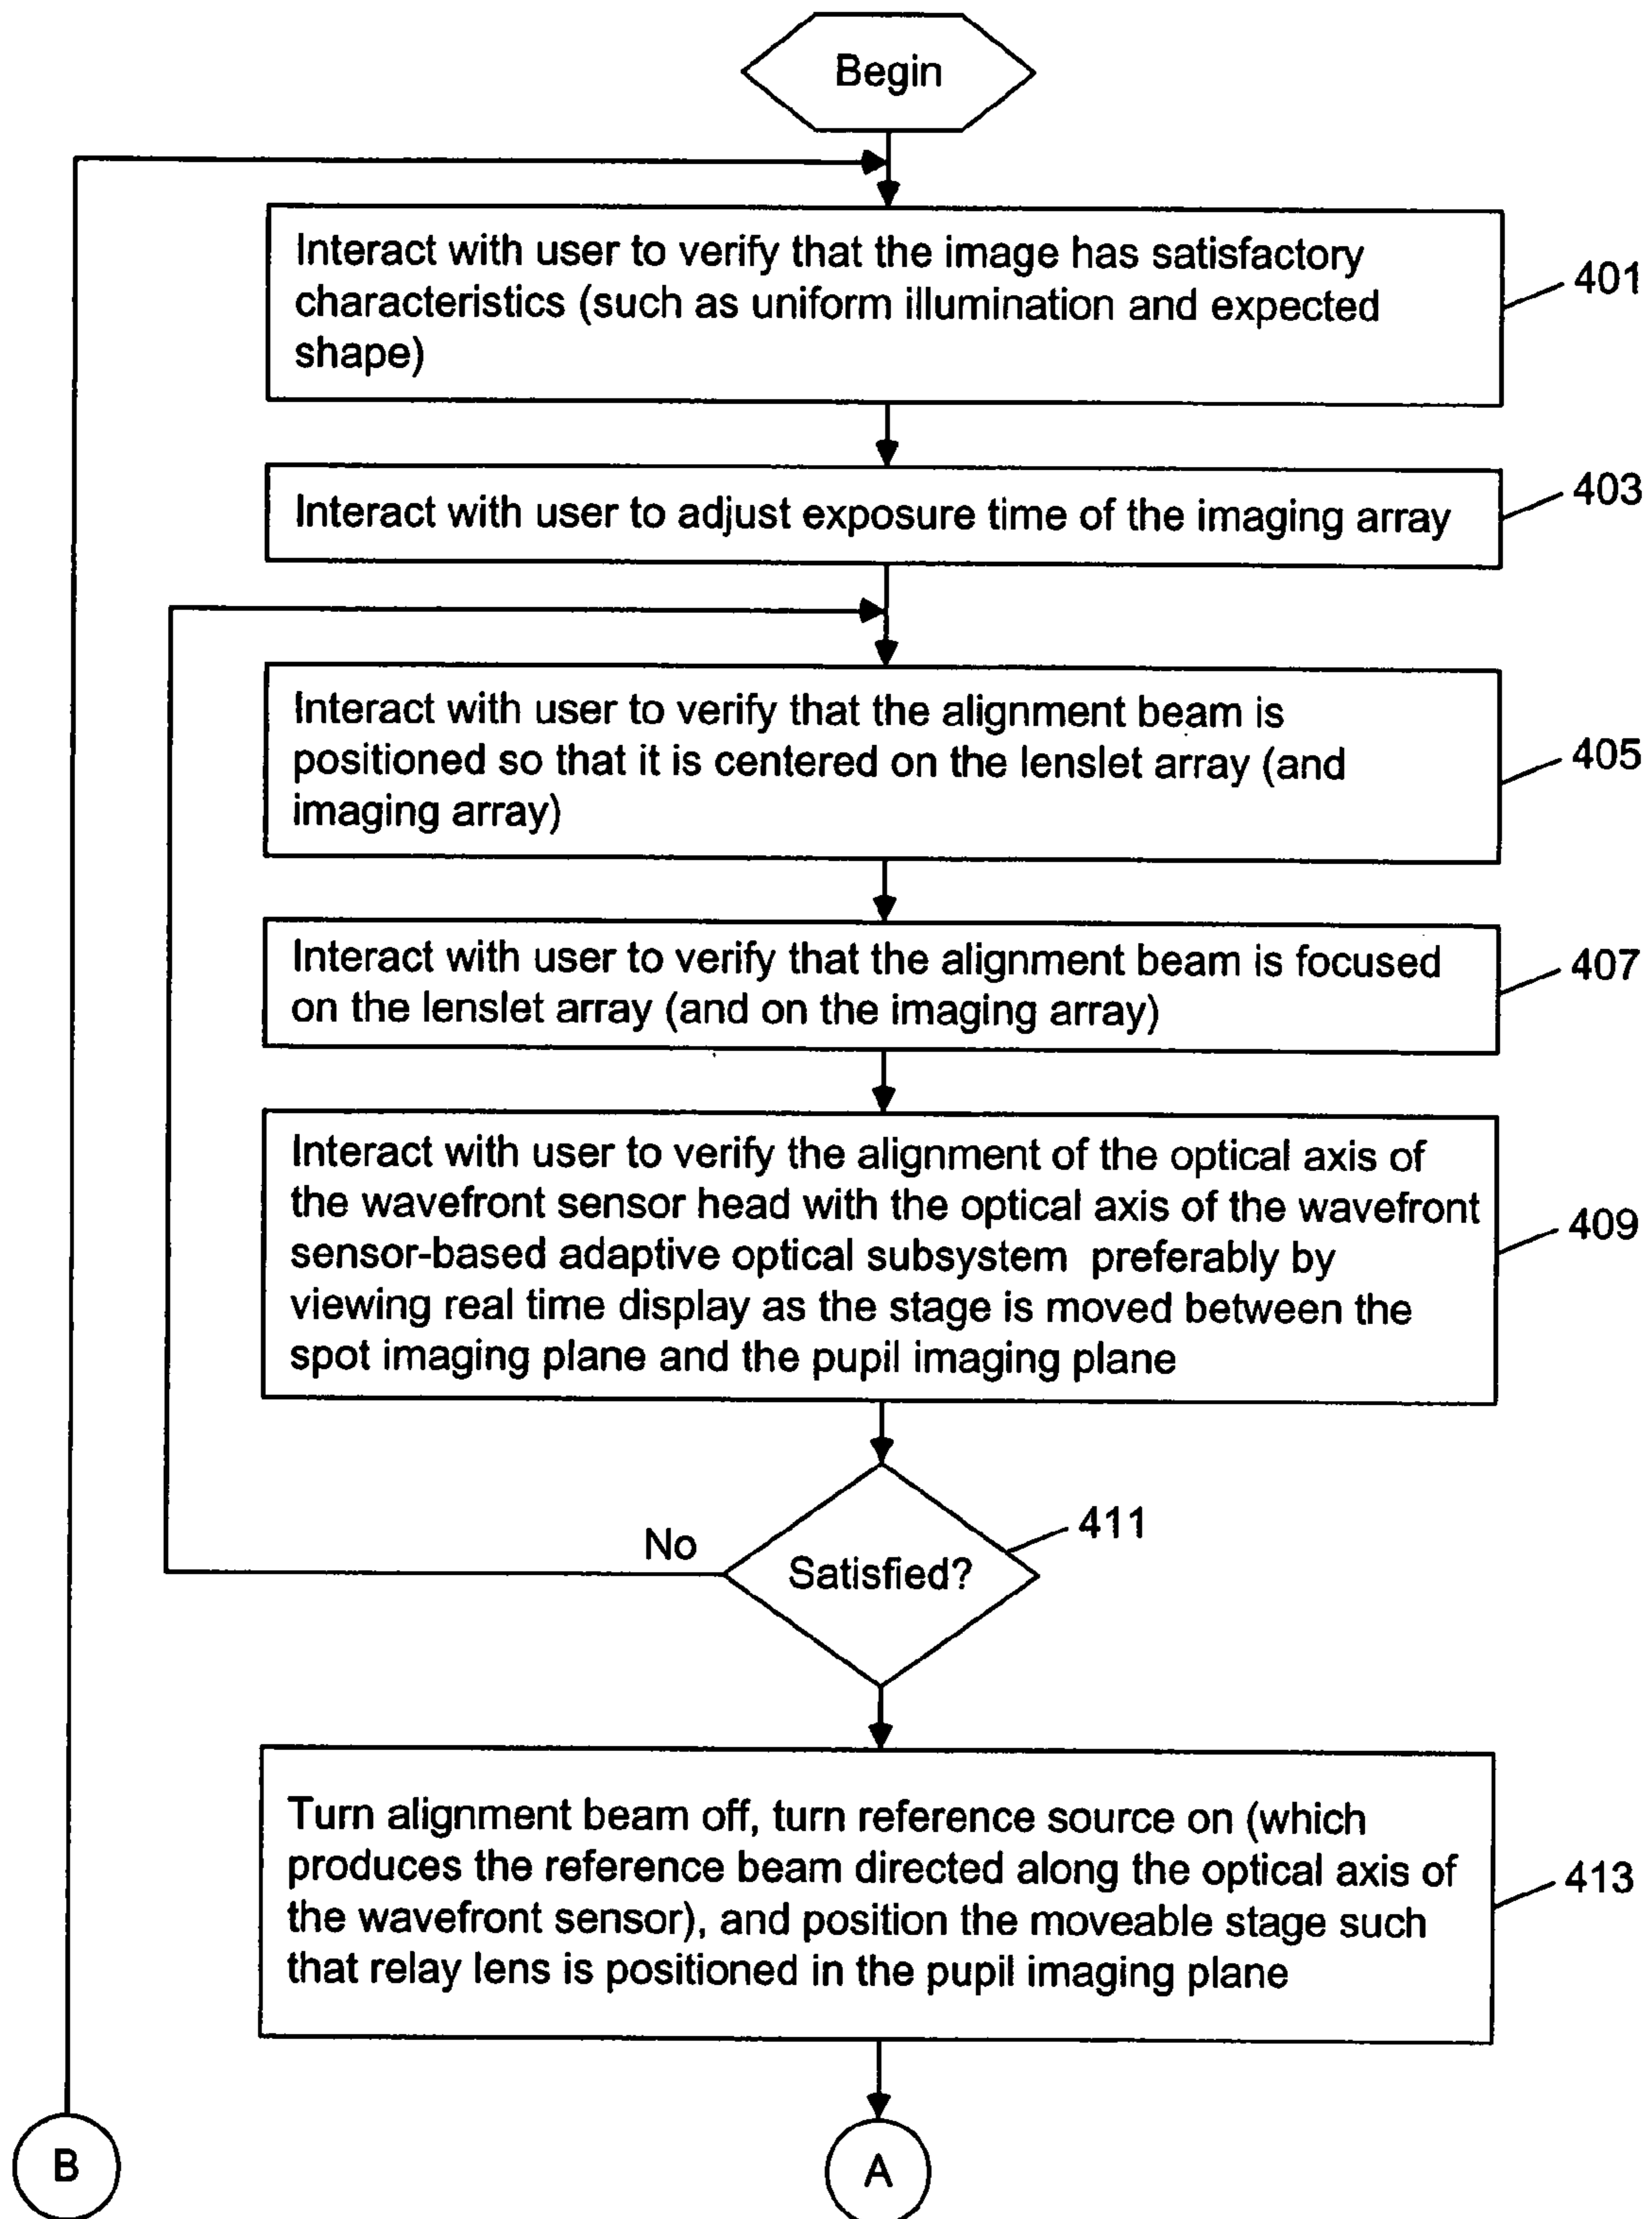 Begin
Interact with user to verify that the image has satisfactory
characteristics (such as uniform illumination and expected
shape)
401
Interact with user to adjust exposure time of the imaging array
403
Interact with user to verify that the alignment beam is
positioned so that it is centered on the lenslet array (and
imaging array)
405
Interact with user to verify that the alignment beam is focused
on the lenslet array (and on the imaging array)
407
Interact with user to verify the alignment of the optical axis of
the wavefront sensor head with the optical axis of the wavefront
sensor-based adaptive optical subsystem preferably by
viewing real time display as the stage is moved between the
spot imaging plane and the pupil imaging plane
409
No
Satisfied?
411
Turn alignment beam off, turn reference source on (which
produces the reference beam directed along the optical axis of
the wavefront sensor), and position the moveable stage such
that relay lens is positioned in the pupil imaging plane
413
B
A